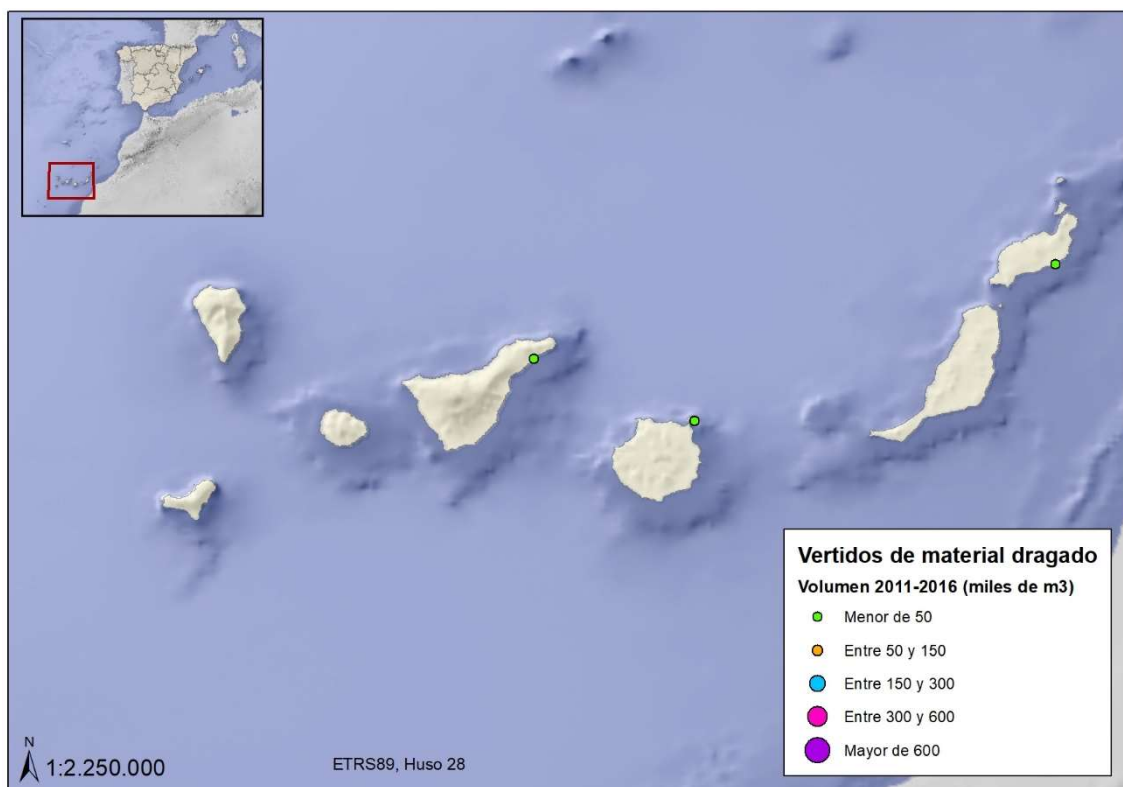 Vertidos de material dragado
Volumen 2011-2016 (miles de m3)
Menor de 50
Entre 50 y 150
Entre 150 y 300
Entre 300 y 600
Mayor de 600
N
1:2.250.000
ETRS89, Huso 28